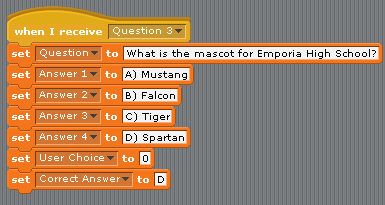 when I receive Question 3
set Question to What is the mascot for Emporia High School?
set Answer 1 to A) Mustang
set Answer 2 to B) Falcon
set Answer 3 to C) Tiger
set Answer 4 to D) Spartan
set User Choice to 0
set Correct Answer to D